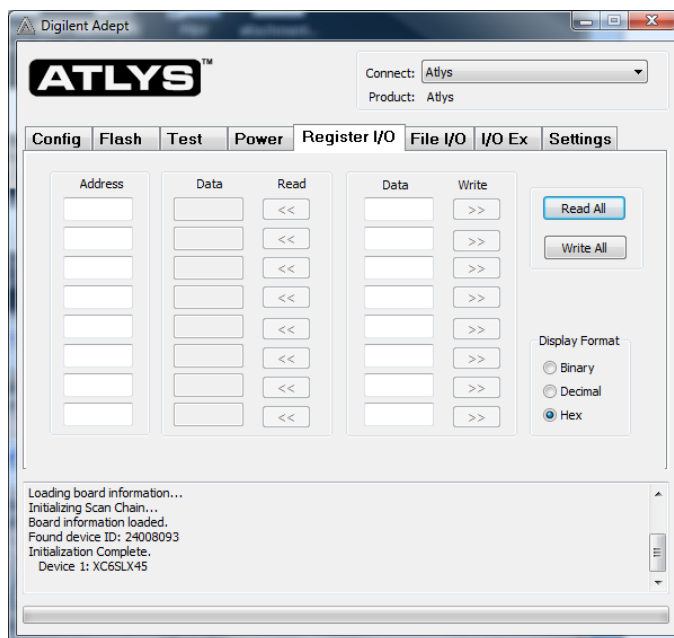 Digilent Adept
ATLYS™
Connect: Atlys
Product: Atlys
Config Flash Test Power Register I/O File I/O I/O Ex Settings
Address Data Read Data Write
<< >> Read All
<< >> Write All
<< >>
<< >>
<< >>
Display Format
<< >> Binary
<< >> Decimal
<< >> Hex
Loading board information...
Initializing Scan Chain...
Board information loaded.
Found device ID: 24008093
Initialization Complete.
Device 1: XC6SLX45